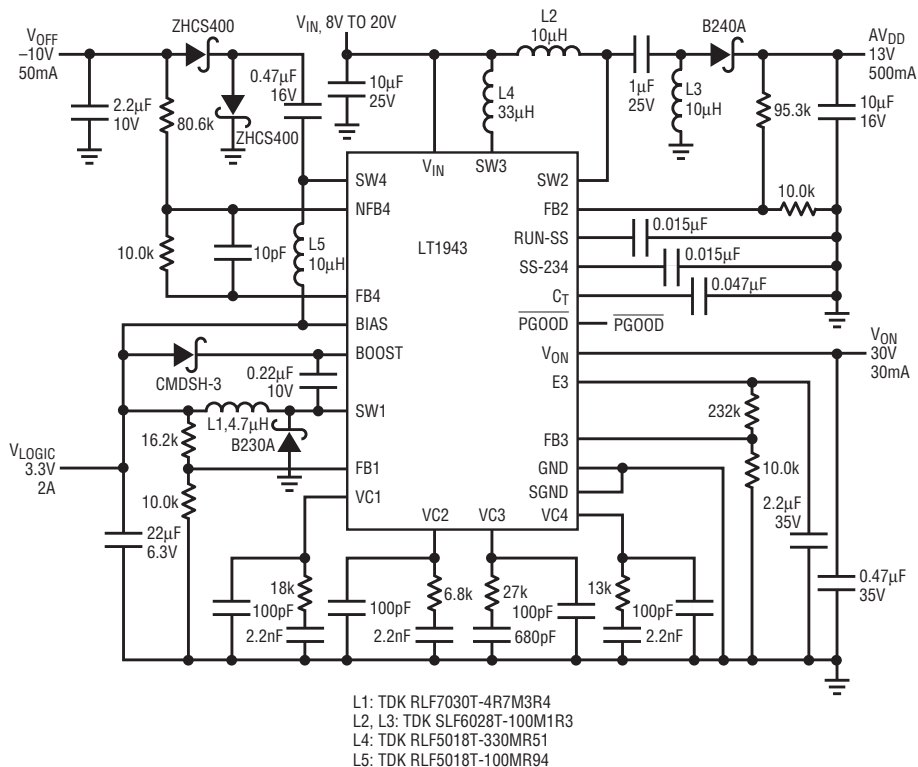 V_OFF
–10V
50mA
ZHCS400
V_IN, 8V TO 20V
L2
10µH
B240A
AV_DD
13V
500mA
2.2µF
10V
80.6k
ZHCS400
0.47µF
16V
10µF
25V
L4
33µH
1µF
25V
L3
10µH
95.3k
10µF
16V
10.0k
10.0k
10pF
L5
10µH
SW4
NFB4
FB4
BIAS
BOOST
SW1
FB1
VC1
V_IN
SW3
LT1943
VC2
VC3
SW2
FB2
RUN-SS
SS-234
C_T
PGOOD
V_ON
E3
FB3
GND
SGND
VC4
0.015µF
0.015µF
0.047µF
PGOOD
V_ON
30V
30mA
CMDSH-3
0.22µF
10V
L1, 4.7µH
B230A
16.2k
10.0k
V_LOGIC
3.3V
2A
22µF
6.3V
232k
10.0k
2.2µF
35V
0.47µF
35V
100pF
18k
2.2nF
100pF
6.8k
2.2nF
27k
680pF
100pF
13k
2.2nF
100pF
L1: TDK RLF7030T-4R7M3R4
L2, L3: TDK SLF6028T-100M1R3
L4: TDK RLF5018T-330MR51
L5: TDK RLF5018T-100MR94